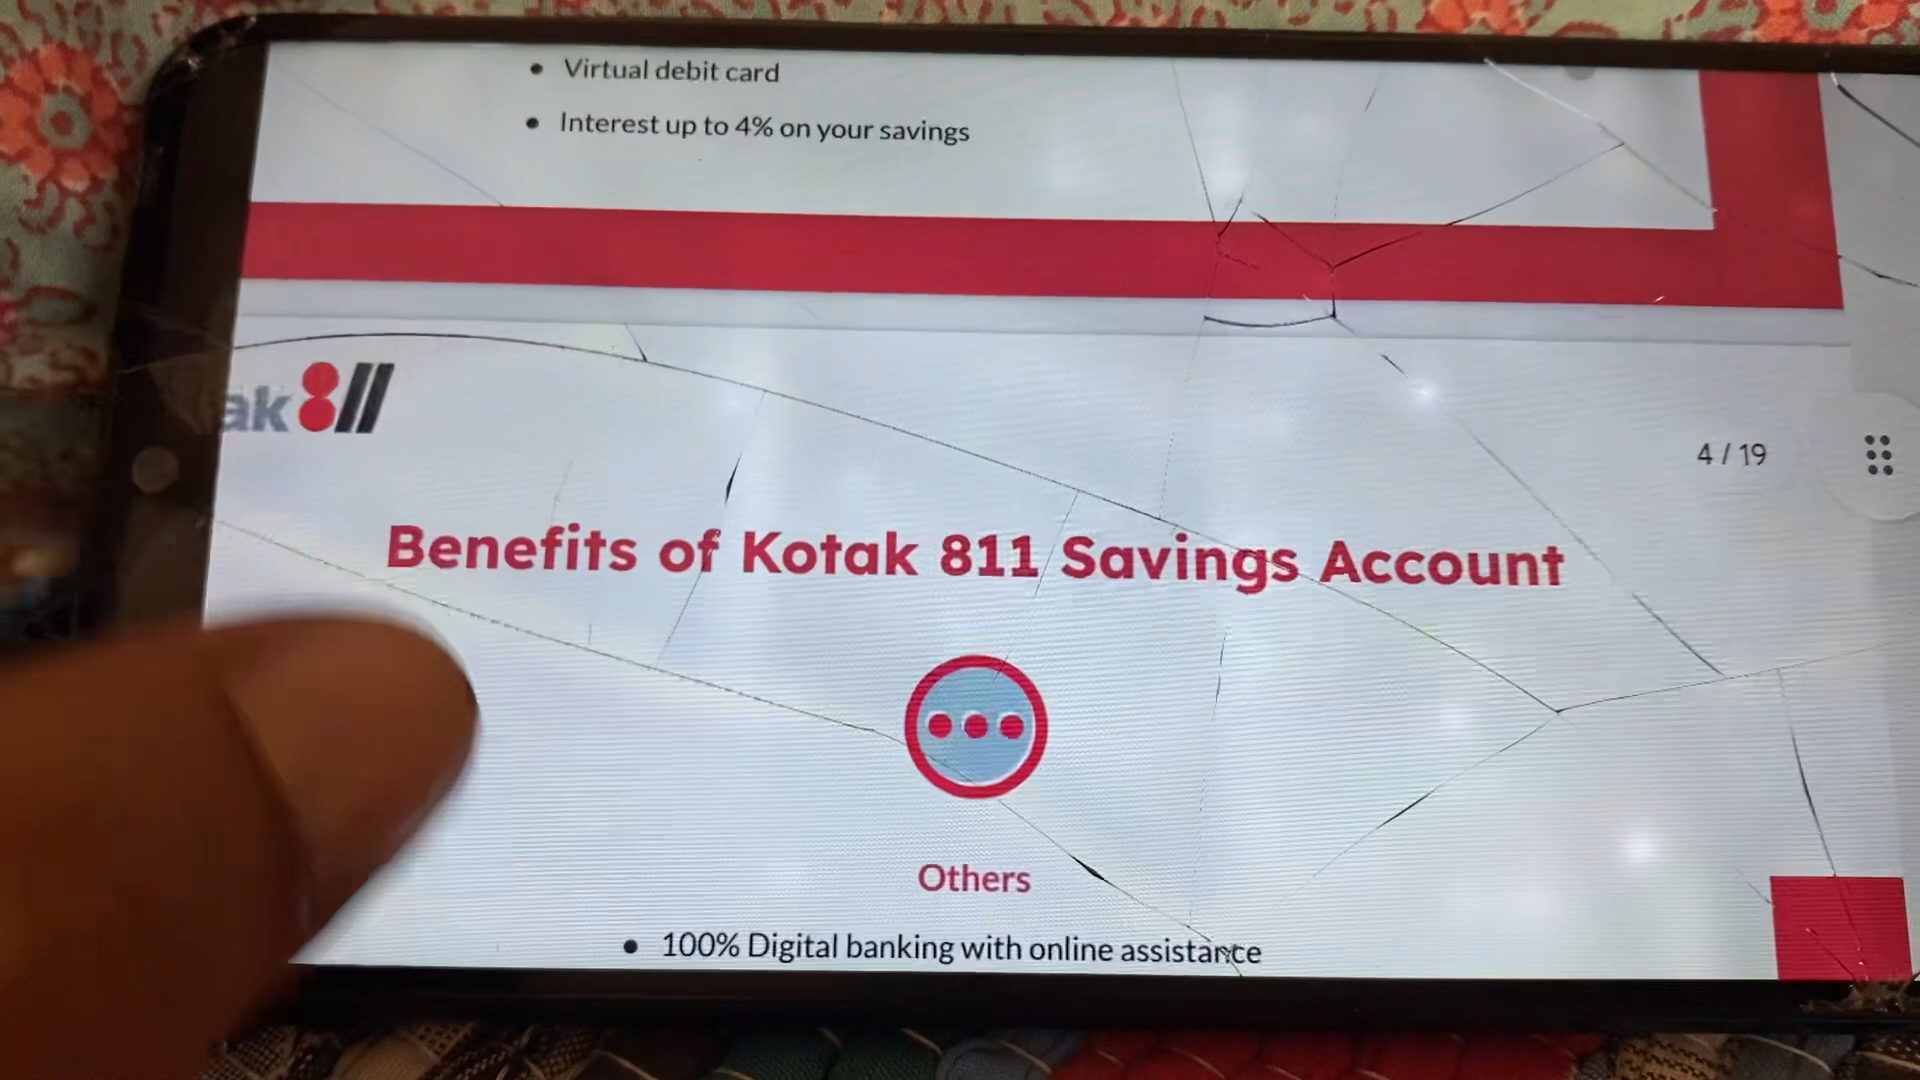 • Virtual debit card
• Interest up to 4% on your savings
ak 811
4 / 19
Benefits of Kotak 811 Savings Account
Others
• 100% Digital banking with online assistance